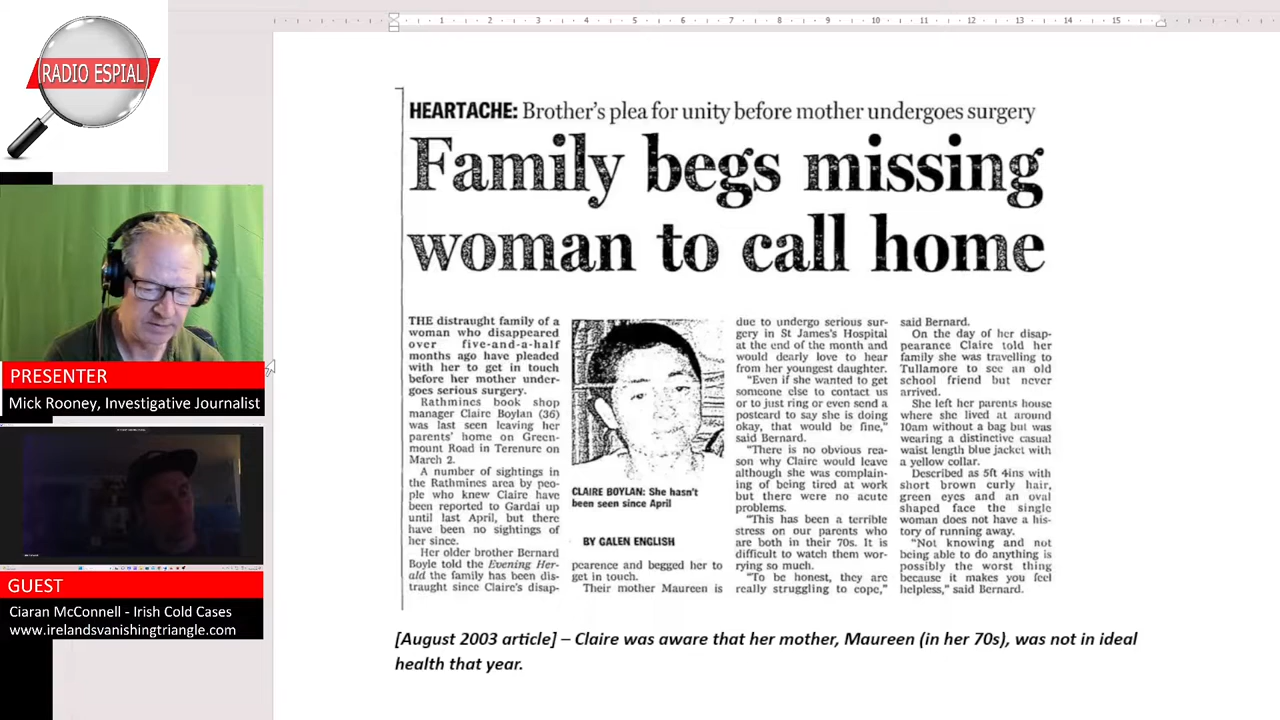 RADIO ESPIAL
PRESENTER
Mick Rooney, Investigative Journalist
GUEST
Ciaran McConnell - Irish Cold Cases
www.irelandsvanishingtriangle.com
1 2 3 4 5 6 7 8 9 10 11 12 13 14 15
HEARTACHE: Brother's plea for unity before mother undergoes surgery
Family begs missing
woman to call home
THE distraught family of a
woman who disappeared
over five-and-a-half
months ago have pleaded
with her to get in touch
before her mother under-
goes serious surgery.
Rathmines book shop
manager Claire Boylan (36)
was last seen leaving her
parents' home on Green-
mount Road in Terenure on
March 2.
A number of sightings in
the Rathmines area by peo-
ple who knew Claire have
been reported to Gardai up
until last April, but there
have been no sightings of
her since.
Her older brother Bernard
Boyle told the Evening Her-
ald the family has been dis-
traught since Claire's disap-
CLAIRE BOYLAN: She hasn't
been seen since April
BY GALEN ENGLISH
pearence and begged her to
get in touch.
Their mother Maureen is
due to undergo serious sur-
gery in St James's Hospital
at the end of the month and
would dearly love to hear
from her youngest daughter.
"Even if she wanted to get
someone else to contact us
or to just ring or even send a
postcard to say she is doing
okay, that would be fine,"
said Bernard.
"There is no obvious rea-
son why Claire would leave
although she was complain-
ing of being tired at work
but there were no acute
problems.
"This has been a terrible
stress on our parents who
are both in their 70s. It is
difficult to watch them wor-
rying so much.
"To be honest, they are
really struggling to cope,"
said Bernard.
On the day of her disap-
pearance Claire told her
family she was travelling to
Tullamore to see an old
school friend but never
arrived.
She left her parents house
where she lived at around
10am without a bag but was
wearing a distinctive casual
waist length blue jacket with
a yellow collar.
Described as 5ft 4ins with
short brown curly hair,
green eyes and an oval
shaped face the single
woman does not have a his-
tory of running away.
"Not knowing and not
being able to do anything is
possibly the worst thing
because it makes you feel
helpless," said Bernard.
[August 2003 article] – Claire was aware that her mother, Maureen (in her 70s), was not in ideal
health that year.